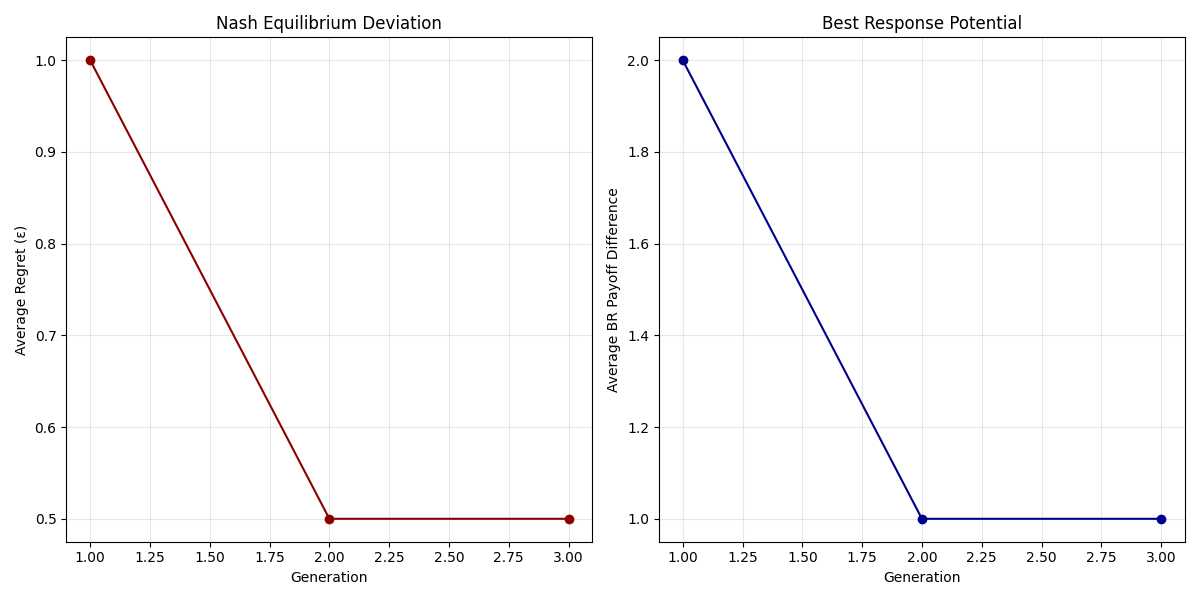 Nash Equilibrium Deviation
Average Regret (ε)
1.0
0.9
0.8
0.7
0.6
0.5
1.00 1.25 1.50 1.75 2.00 2.25 2.50 2.75 3.00
Generation
Best Response Potential
Average BR Payoff Difference
2.0
1.8
1.6
1.4
1.2
1.0
1.00 1.25 1.50 1.75 2.00 2.25 2.50 2.75 3.00
Generation